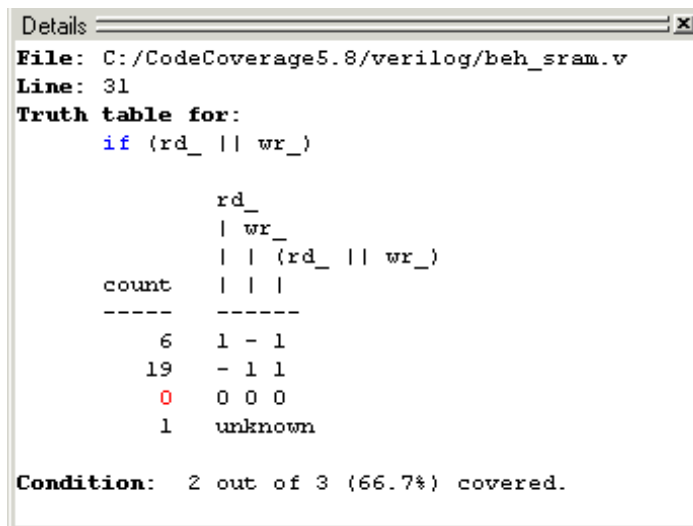 Details
File: C:/CodeCoverage5.8/verilog/beh_sram.v
Line: 31
Truth table for:
if (rd_ || wr_)
rd_
| wr_
| | (rd_ || wr_)
count | | |
----- ------
6 1 - 1
19 - 1 1
0 0 0 0
1 unknown
Condition: 2 out of 3 (66.7%) covered.